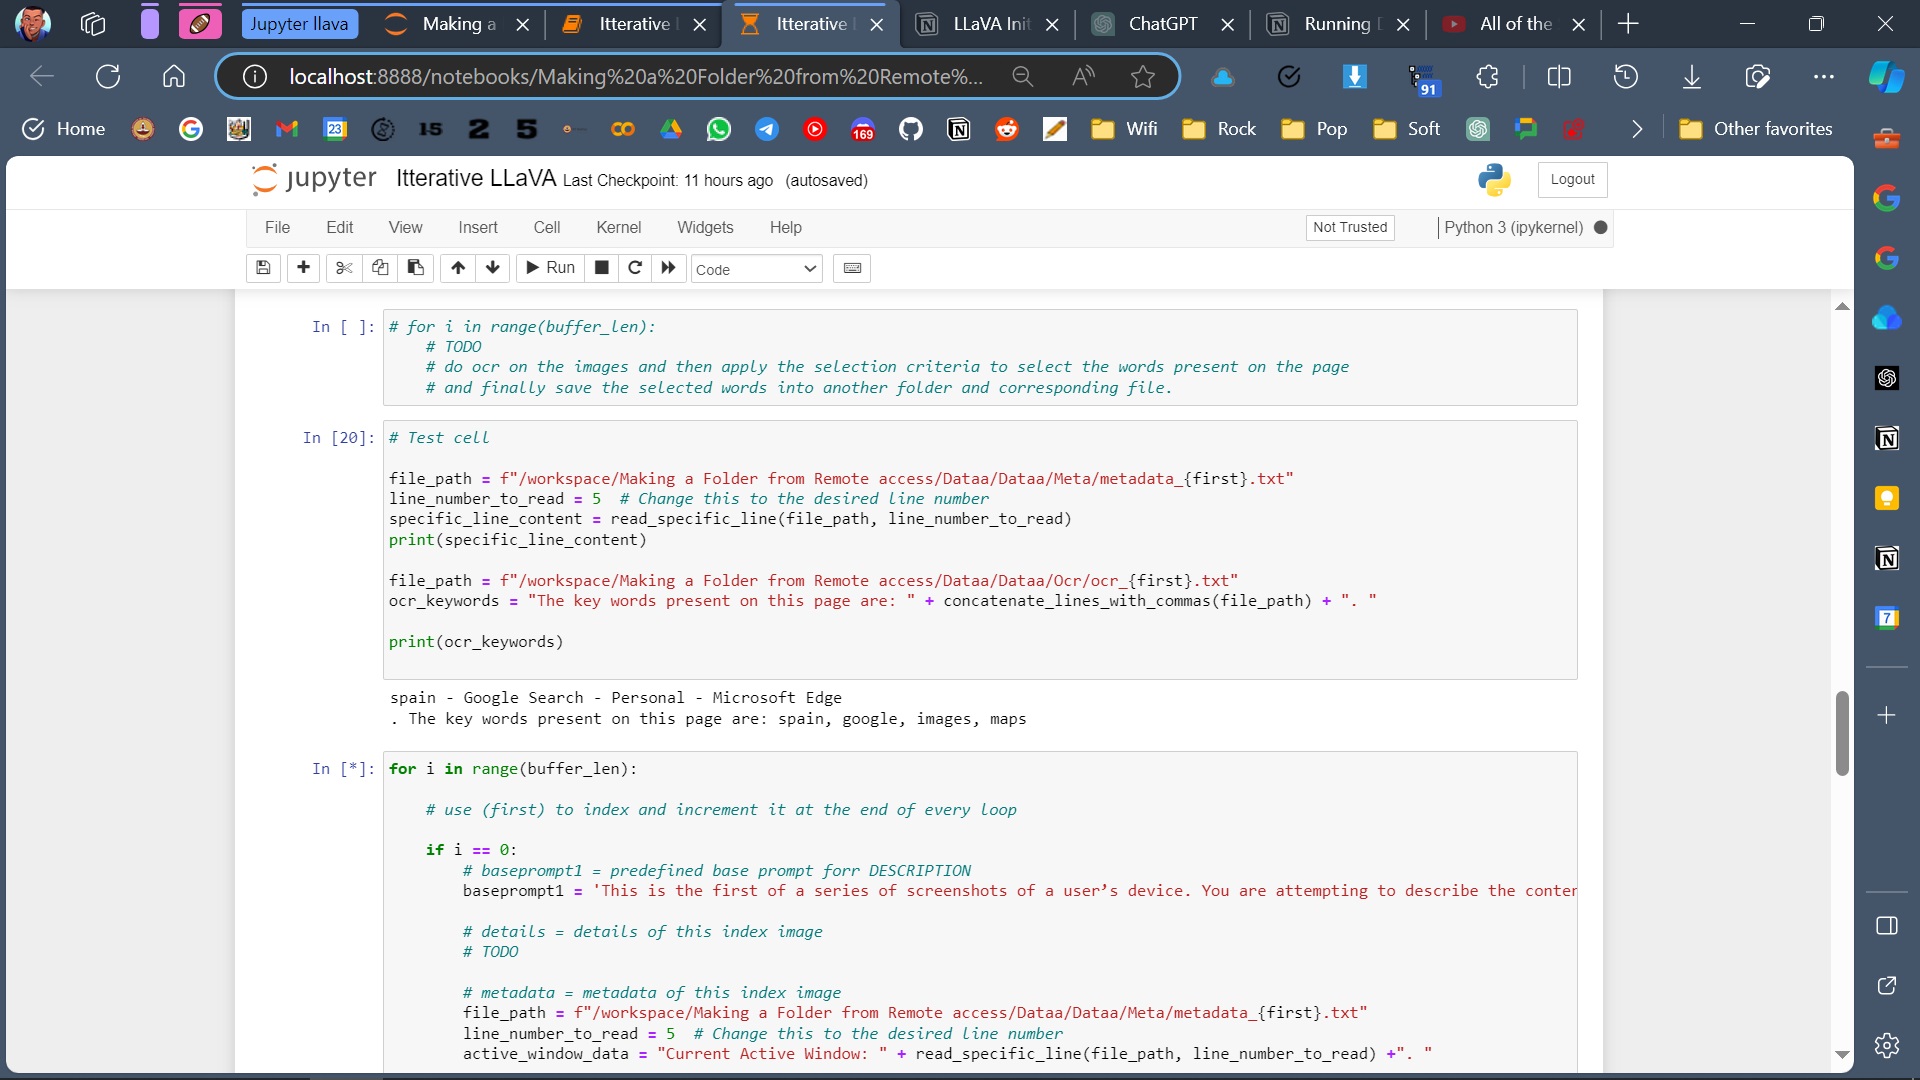 Jupyter llava
Making a
Itterative
Itterative
LLaVA Init
ChatGPT
Running
All of the
localhost:8888/notebooks/Making%20a%20Folder%20from%20Remote%...
91
Home
23
15
2
5
169
Wifi
Rock
Pop
Soft
Other favorites
jupyter Itterative LLaVA Last Checkpoint: 11 hours ago (autosaved)
Logout
File Edit View Insert Cell Kernel Widgets Help
Not Trusted
Python 3 (ipykernel)
Run
Code
In [ ]: # for i in range(buffer_len):
# TODO
# do ocr on the images and then apply the selection criteria to select the words present on the page
# and finally save the selected words into another folder and corresponding file.
In [20]: # Test cell
file_path = f"/workspace/Making a Folder from Remote access/Dataa/Dataa/Meta/metadata_{first}.txt"
line_number_to_read = 5 # Change this to the desired line number
specific_line_content = read_specific_line(file_path, line_number_to_read)
print(specific_line_content)
file_path = f"/workspace/Making a Folder from Remote access/Dataa/Dataa/Ocr/ocr_{first}.txt"
ocr_keywords = "The key words present on this page are: " + concatenate_lines_with_commas(file_path) + ". "
print(ocr_keywords)
spain - Google Search - Personal - Microsoft Edge
. The key words present on this page are: spain, google, images, maps
In [*]: for i in range(buffer_len):
# use (first) to index and increment it at the end of every loop
if i == 0:
# baseprompt1 = predefined base prompt forr DESCRIPTION
baseprompt1 = 'This is the first of a series of screenshots of a user’s device. You are attempting to describe the conter
# details = details of this index image
# TODO
# metadata = metadata of this index image
file_path = f"/workspace/Making a Folder from Remote access/Dataa/Dataa/Meta/metadata_{first}.txt"
line_number_to_read = 5 # Change this to the desired line number
active_window_data = "Current Active Window: " + read_specific_line(file_path, line_number_to_read) +". "
7